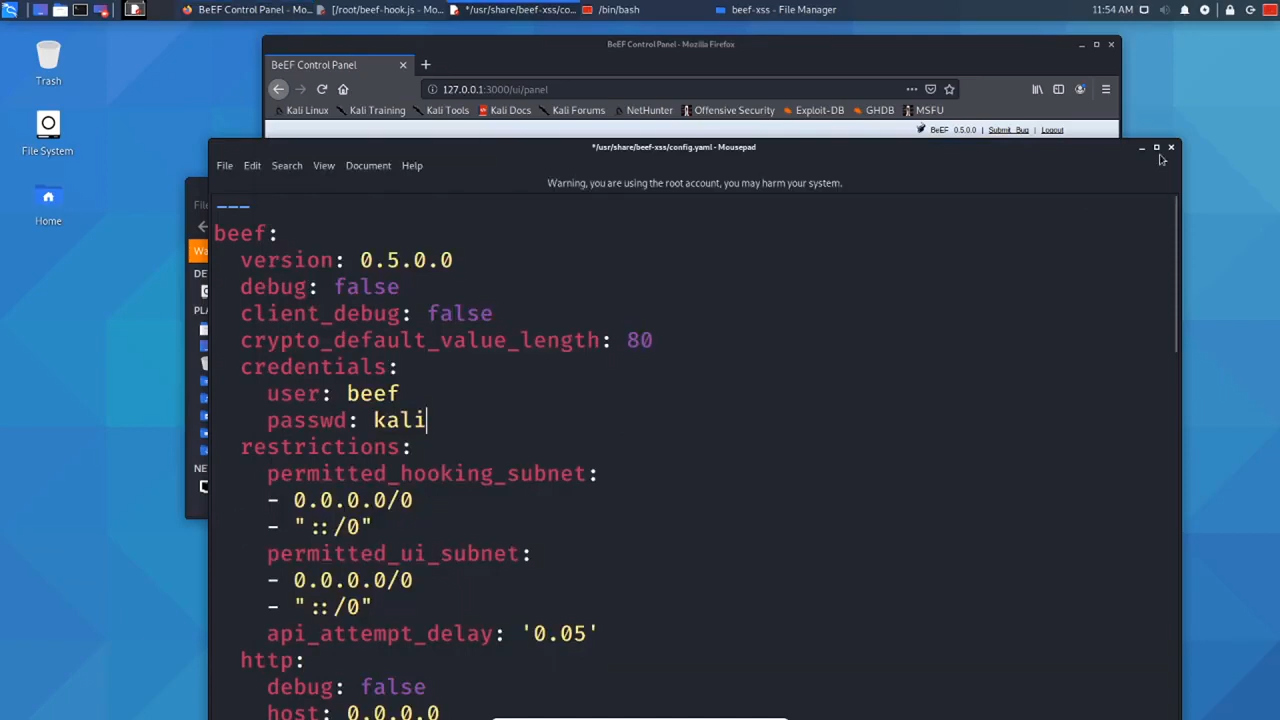 BeEF Control Panel - Mo...
[/root/beef-hook.js - Mo...
*/usr/share/beef-xss/co...
/bin/bash
beef-xss - File Manager
11:54 AM
Trash
File System
Home
BeEF Control Panel - Mozilla Firefox
BeEF Control Panel
127.0.0.1:3000/ui/panel
Kali Linux
Kali Training
Kali Tools
Kali Docs
Kali Forums
NetHunter
Offensive Security
Exploit-DB
GHDB
MSFU
BeEF 0.5.0.0 | Submit Bug | Logout
*/usr/share/beef-xss/config.yaml - Mousepad
File Edit Search View Document Help
Warning, you are using the root account, you may harm your system.
---
beef:
version: 0.5.0.0
debug: false
client_debug: false
crypto_default_value_length: 80
credentials:
user: beef
passwd: kali
restrictions:
permitted_hooking_subnet:
- 0.0.0.0/0
- "::/0"
permitted_ui_subnet:
- 0.0.0.0/0
- "::/0"
api_attempt_delay: '0.05'
http:
debug: false
host: 0.0.0.0